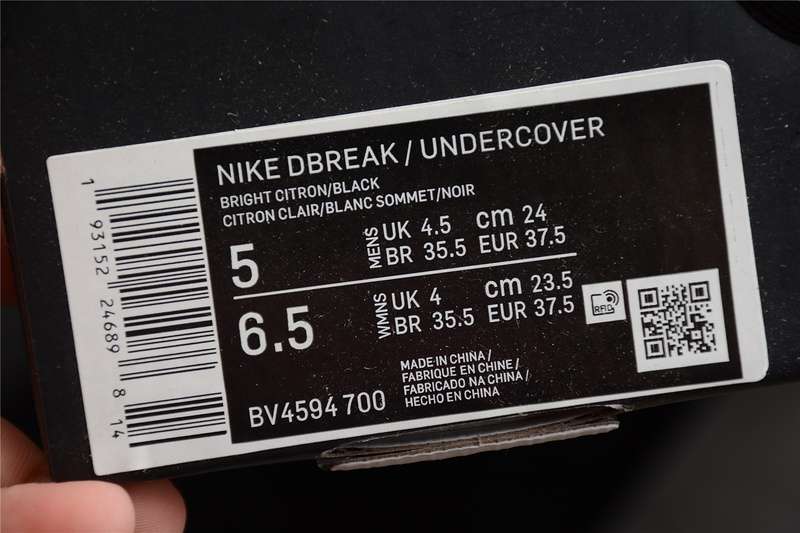 NIKE DBREAK / UNDERCOVER
BRIGHT CITRON/BLACK
CITRON CLAIR/BLANC SOMMET/NOIR
5 MENS UK 4.5 cm 24
BR 35.5 EUR 37.5
6.5 WMNS UK 4 cm 23.5
BR 35.5 EUR 37.5
RFID
BV4594 700
MADE IN CHINA /
FABRIQUE EN CHINE /
FABRICADO NA CHINA /
HECHO EN CHINA
1 93152 24689 8 14